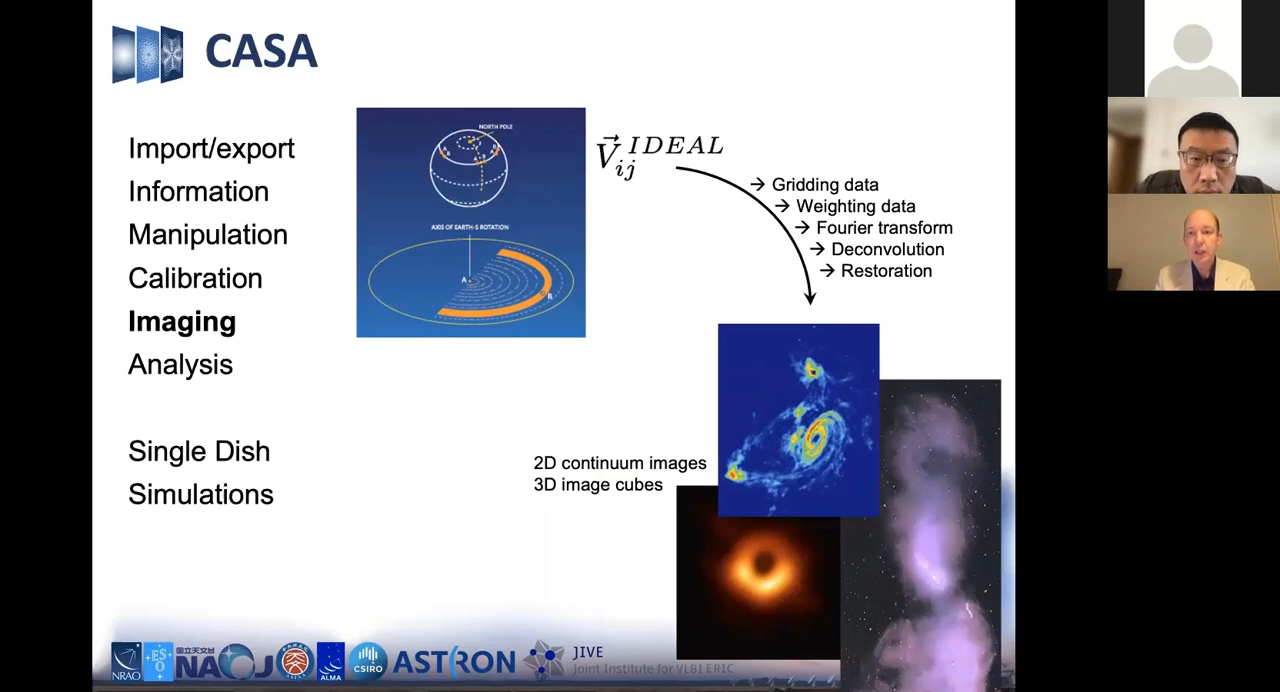 CASA
Import/export
Information
Manipulation
Calibration
Imaging
Analysis
Single Dish
Simulations
NORTH POLE
A
B
A
B
A
B
AXIS OF EARTH-S ROTATION
A
B
V⃗ij IDEAL
→ Gridding data
→ Weighting data
→ Fourier transform
→ Deconvolution
→ Restoration
2D continuum images
3D image cubes
NRAO
ES
O
国立天文台
NAOJ
ALMA
CSIRO
ASTRON
JIVE
Joint Institute for VLBI ERIC